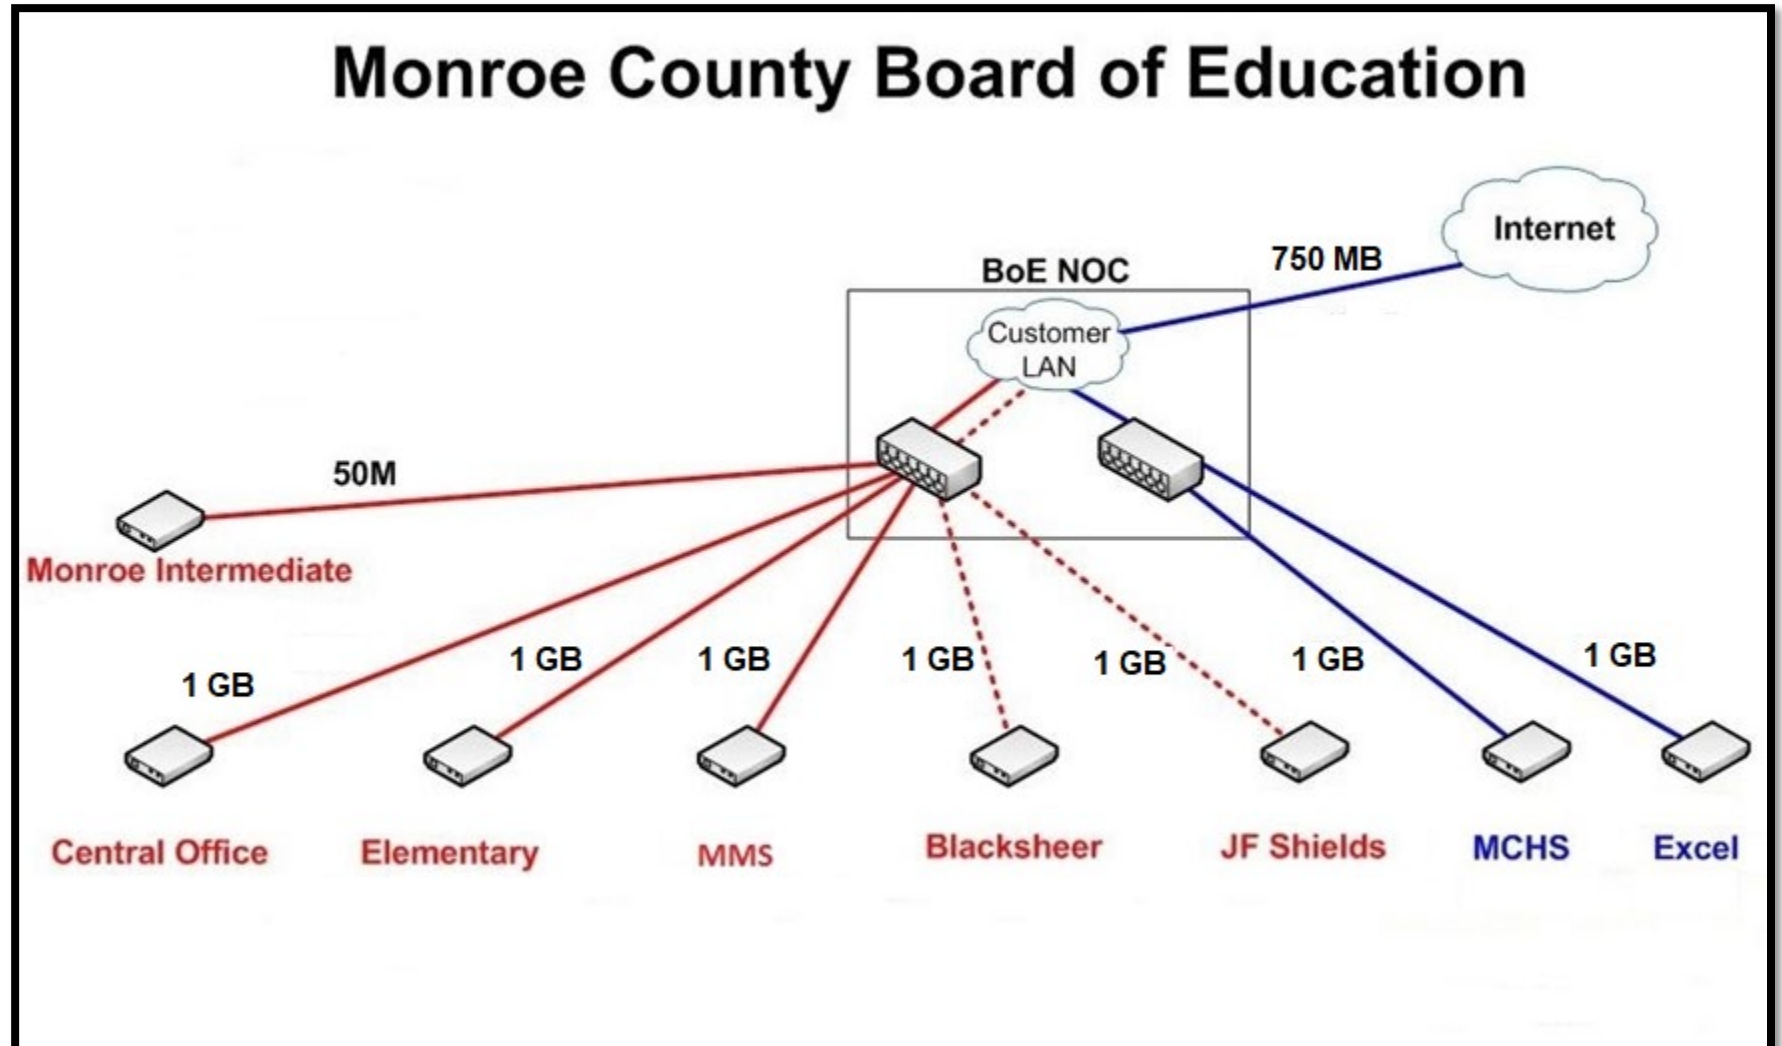 Monroe County Board of Education
Internet
750 MB
BoE NOC
Customer
LAN
50M
Monroe Intermediate
1 GB
1 GB
1 GB
1 GB
1 GB
1 GB
1 GB
Central Office
Elementary
MMS
Blacksheer
JF Shields
MCHS
Excel